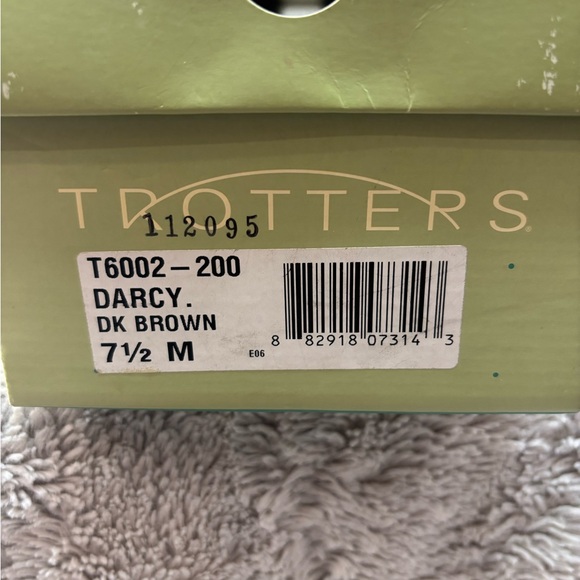 TROTTERS®
112095
T6002-200
DARCY.
DK BROWN
7½ M
E06
8 82918 07314 3